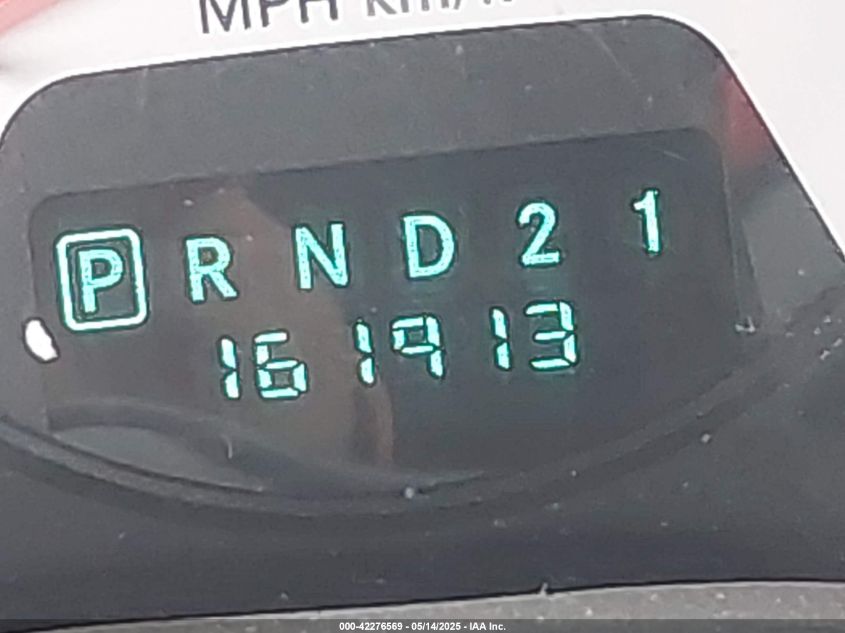 MPH km/h
P R N D 2 1
161913
000-42276569 - 05/14/2025 - IAA Inc.